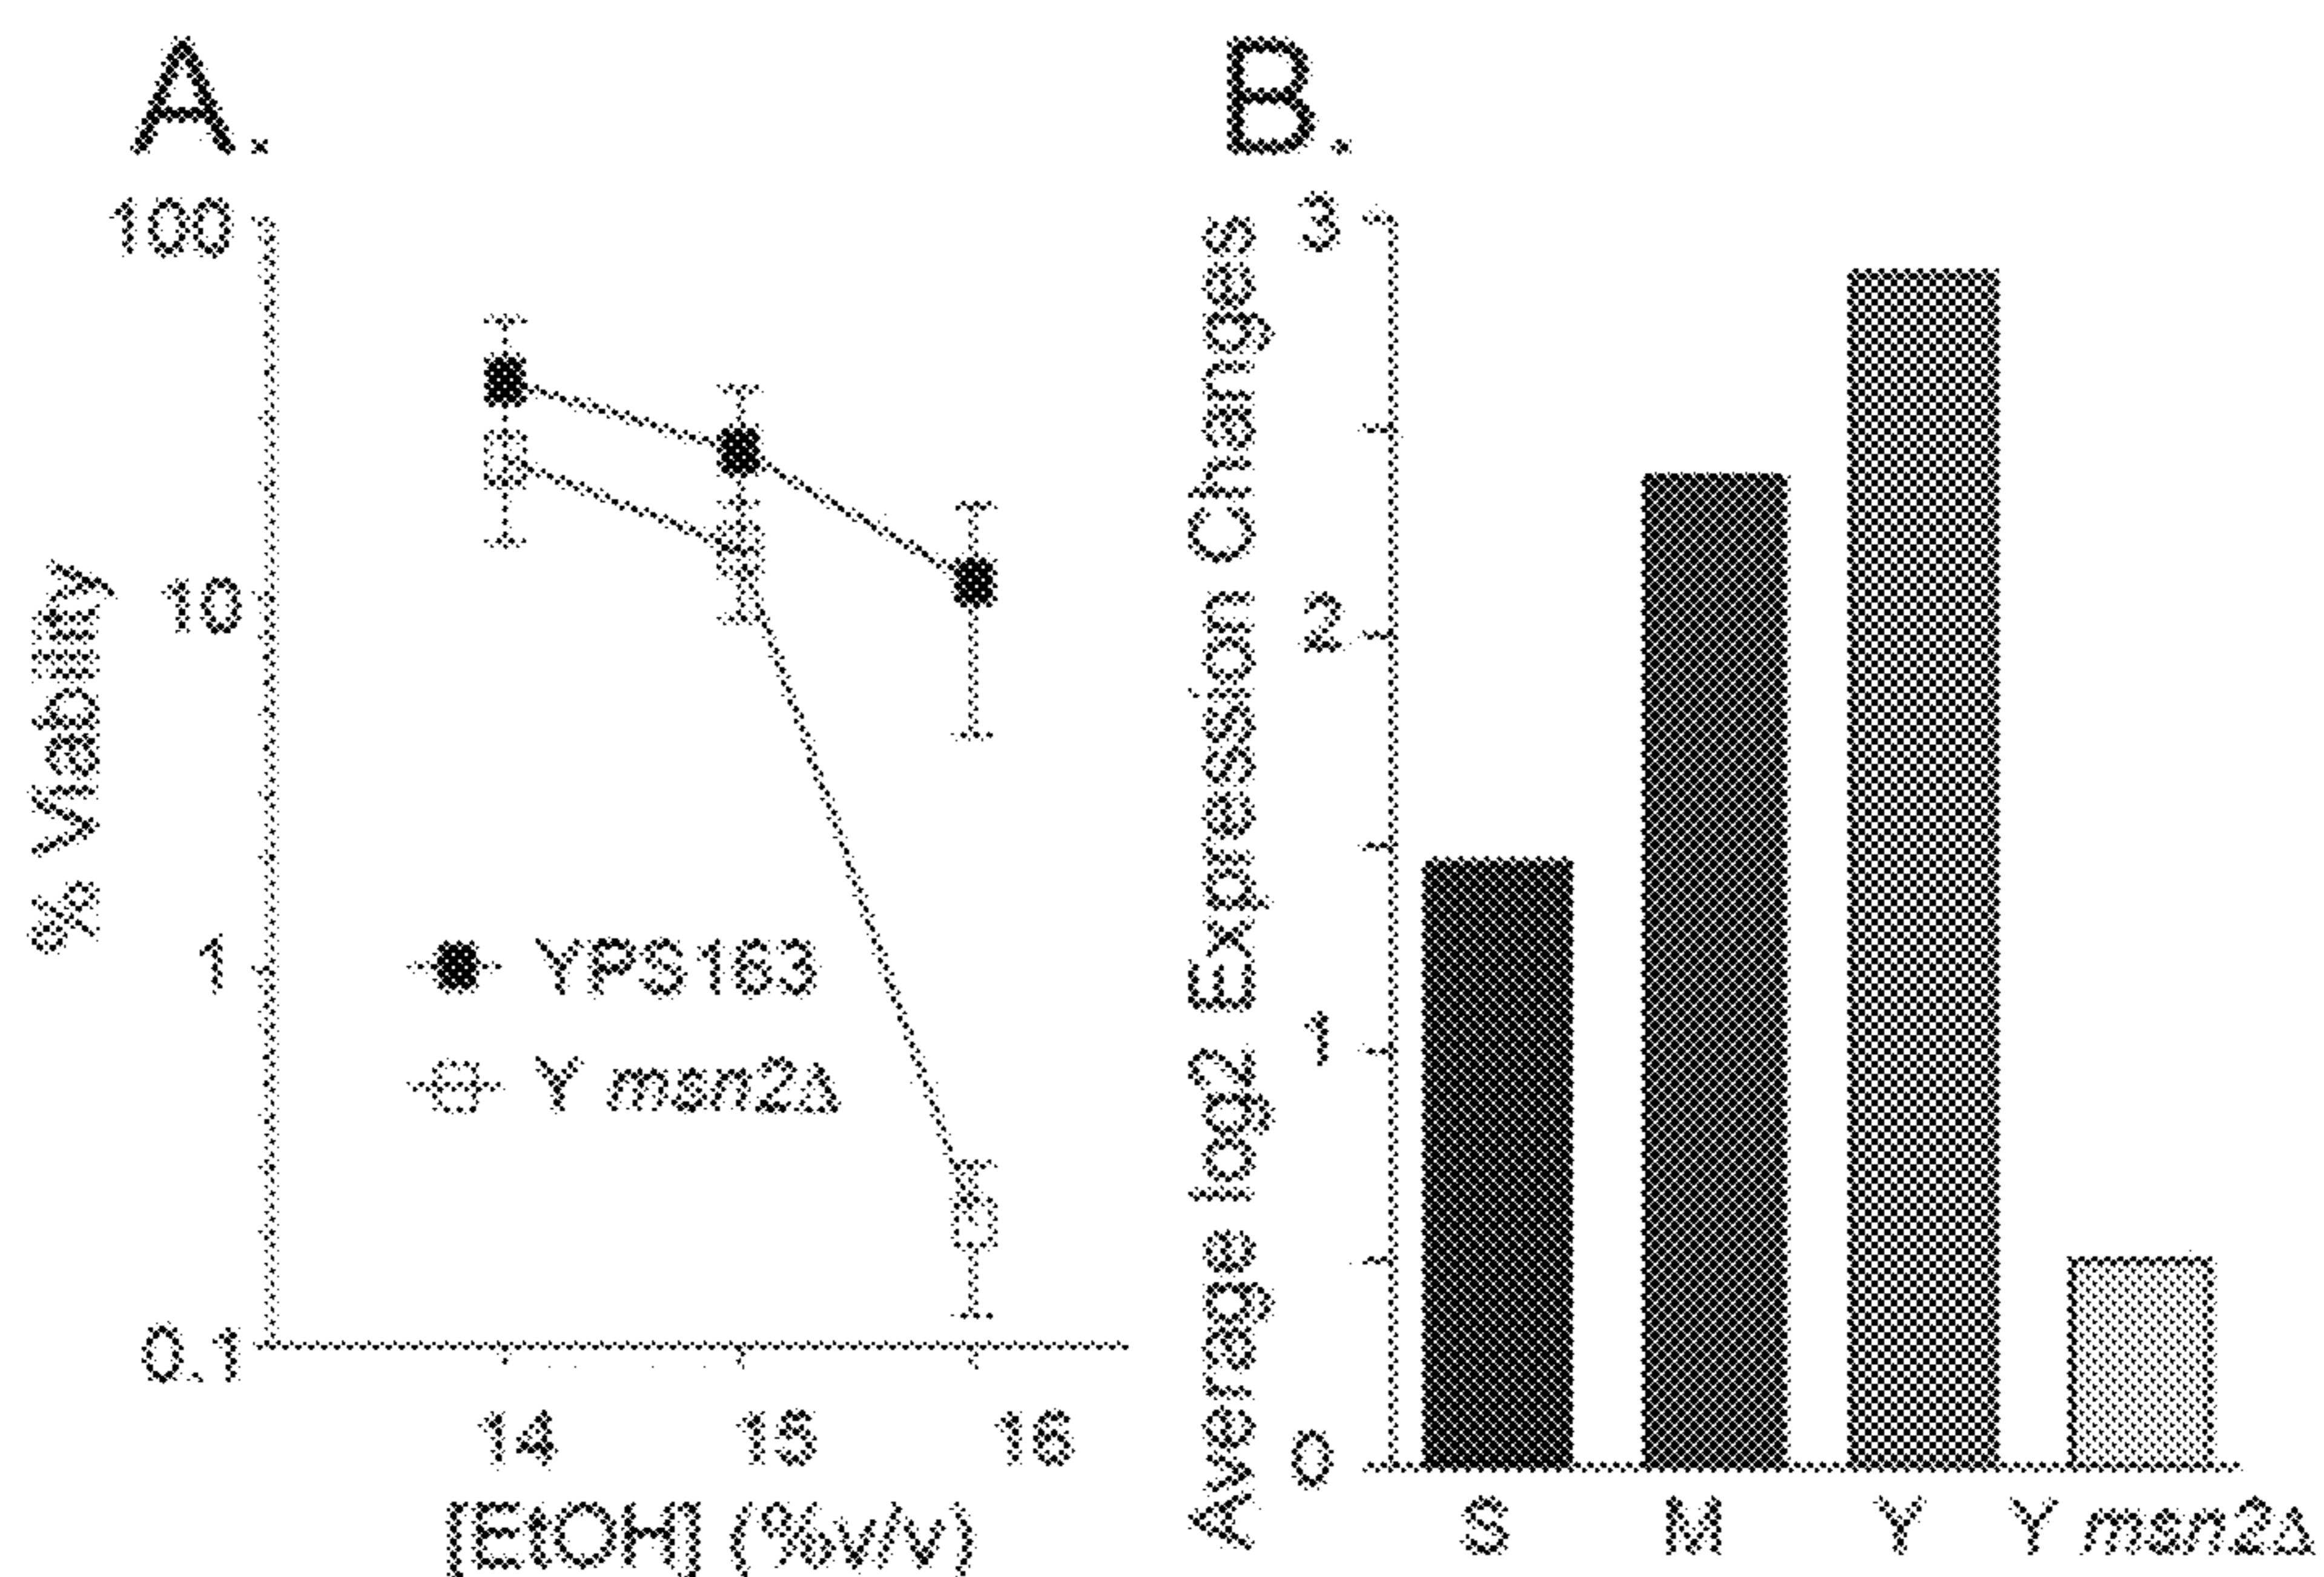 A.
100
10
1
0.1
% Viability
YPS163
Y msn2Δ
14 15 16
[EtOH] (%v/v)
B.
3
2
1
0
Average log2 Expression Changes
S M Y Y msn2Δ